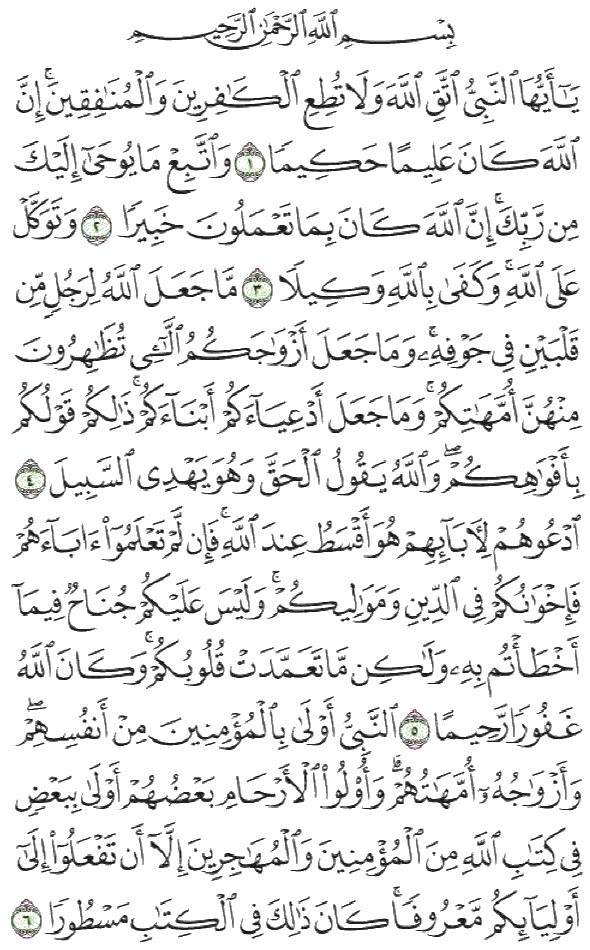 بِسْمِ ٱللَّهِ ٱلرَّحْمَٰنِ ٱلرَّحِيمِ
يَٰٓأَيُّهَا ٱلنَّبِىُّ ٱتَّقِ ٱللَّهَ وَلَا تُطِعِ ٱلْكَٰفِرِينَ وَٱلْمُنَٰفِقِينَ ۗ إِنَّ
ٱللَّهَ كَانَ عَلِيمًا حَكِيمًا ١ وَٱتَّبِعْ مَا يُوحَىٰٓ إِلَيْكَ
مِن رَّبِّكَ ۚ إِنَّ ٱللَّهَ كَانَ بِمَا تَعْمَلُونَ خَبِيرًا ٢ وَتَوَكَّلْ
عَلَى ٱللَّهِ ۚ وَكَفَىٰ بِٱللَّهِ وَكِيلًا ٣ مَّا جَعَلَ ٱللَّهُ لِرَجُلٍ مِّن
قَلْبَيْنِ فِى جَوْفِهِۦ ۚ وَمَا جَعَلَ أَزْوَٰجَكُمُ ٱلَّٰٓـِٔى تُظَٰهِرُونَ
مِنْهُنَّ أُمَّهَٰتِكُمْ ۚ وَمَا جَعَلَ أَدْعِيَآءَكُمْ أَبْنَآءَكُمْ ۚ ذَٰلِكُمْ قَوْلُكُم
بِأَفْوَٰهِكُمْ ۖ وَٱللَّهُ يَقُولُ ٱلْحَقَّ وَهُوَ يَهْدِى ٱلسَّبِيلَ ٤
ٱدْعُوهُمْ لِـَٔابَآئِهِمْ هُوَ أَقْسَطُ عِندَ ٱللَّهِ ۚ فَإِن لَّمْ تَعْلَمُوٓا۟ ءَابَآءَهُمْ
فَإِخْوَٰنُكُمْ فِى ٱلدِّينِ وَمَوَٰلِيكُمْ ۚ وَلَيْسَ عَلَيْكُمْ جُنَاحٌ فِيمَآ
أَخْطَأْتُم بِهِۦ وَلَٰكِن مَّا تَعَمَّدَتْ قُلُوبُكُمْ ۚ وَكَانَ ٱللَّهُ
غَفُورًا رَّحِيمًا ٥ ٱلنَّبِىُّ أَوْلَىٰ بِٱلْمُؤْمِنِينَ مِنْ أَنفُسِهِمْ ۖ
وَأَزْوَٰجُهُۥٓ أُمَّهَٰتُهُمْ ۗ وَأُو۟لُوا۟ ٱلْأَرْحَامِ بَعْضُهُمْ أَوْلَىٰ بِبَعْضٍ
فِى كِتَٰبِ ٱللَّهِ مِنَ ٱلْمُؤْمِنِينَ وَٱلْمُهَٰجِرِينَ إِلَّآ أَن تَفْعَلُوٓا۟ إِلَىٰٓ
أَوْلِيَآئِكُم مَّعْرُوفًا ۚ كَانَ ذَٰلِكَ فِى ٱلْكِتَٰبِ مَسْطُورًا ٦